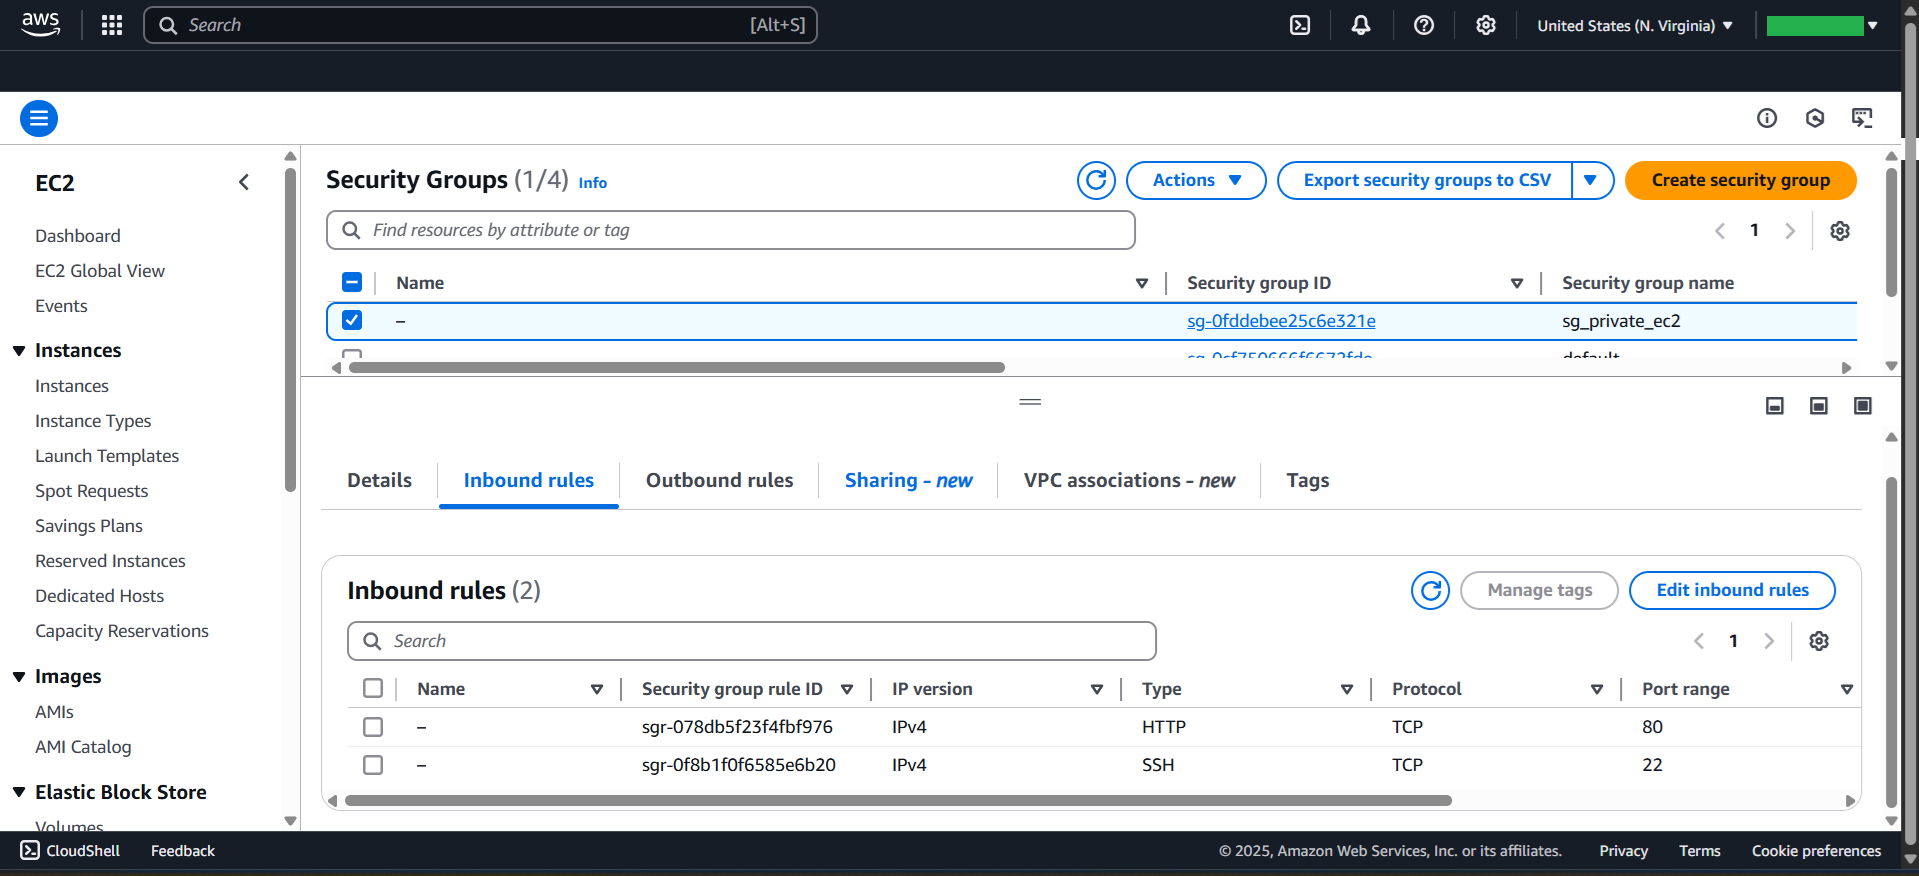 aws
Search [Alt+S]
United States (N. Virginia)
EC2
Dashboard
EC2 Global View
Events
Instances
Instances
Instance Types
Launch Templates
Spot Requests
Savings Plans
Reserved Instances
Dedicated Hosts
Capacity Reservations
Images
AMIs
AMI Catalog
Elastic Block Store
Volumes
Security Groups (1/4) Info
Actions
Export security groups to CSV
Create security group
Find resources by attribute or tag
1
Name Security group ID Security group name
– sg-0fddebee25c6e321e sg_private_ec2
default
Details Inbound rules Outbound rules Sharing - new VPC associations - new Tags
Inbound rules (2)
Manage tags
Edit inbound rules
Search
1
Name Security group rule ID IP version Type Protocol Port range
– sgr-078db5f23f4fbf976 IPv4 HTTP TCP 80
– sgr-0f8b1f0f6585e6b20 IPv4 SSH TCP 22
CloudShell Feedback © 2025, Amazon Web Services, Inc. or its affiliates. Privacy Terms Cookie preferences